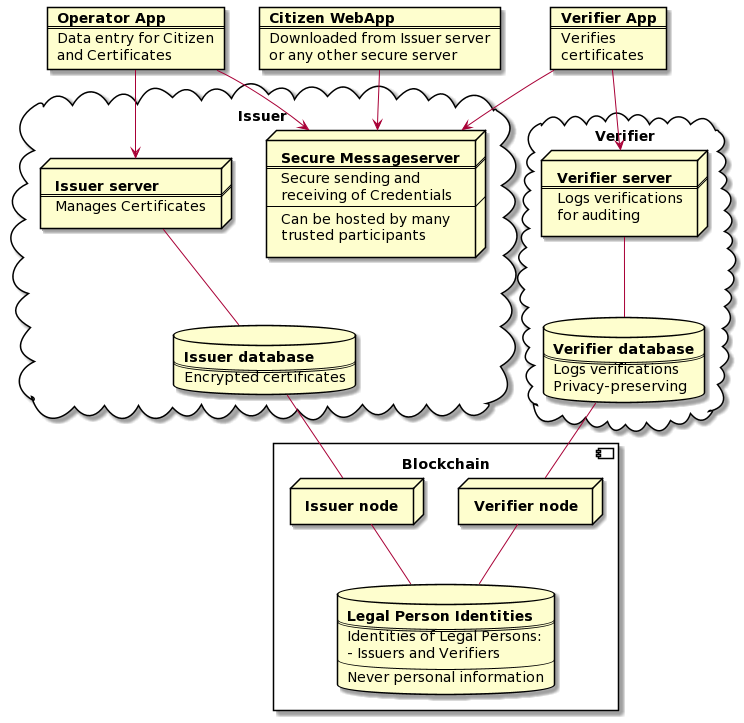 Operator App
Data entry for Citizen
and Certificates
Citizen WebApp
Downloaded from Issuer server
or any other secure server
Verifier App
Verifies
certificates
Issuer
Verifier
Secure Messageserver
Secure sending and
receiving of Credentials
Can be hosted by many
trusted participants
Issuer server
Manages Certificates
Verifier server
Logs verifications
for auditing
Issuer database
Encrypted certificates
Verifier database
Logs verifications
Privacy-preserving
Blockchain
Issuer node
Verifier node
Legal Person Identities
Identities of Legal Persons:
- Issuers and Verifiers
Never personal information